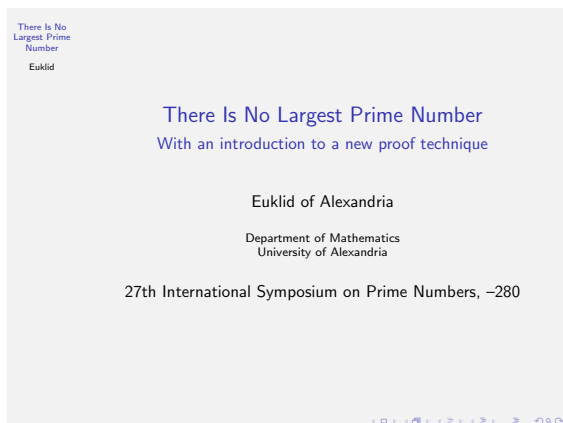 There Is No
Largest Prime
Number
Euklid
There Is No Largest Prime Number
With an introduction to a new proof technique
Euklid of Alexandria
Department of Mathematics
University of Alexandria
27th International Symposium on Prime Numbers, –280